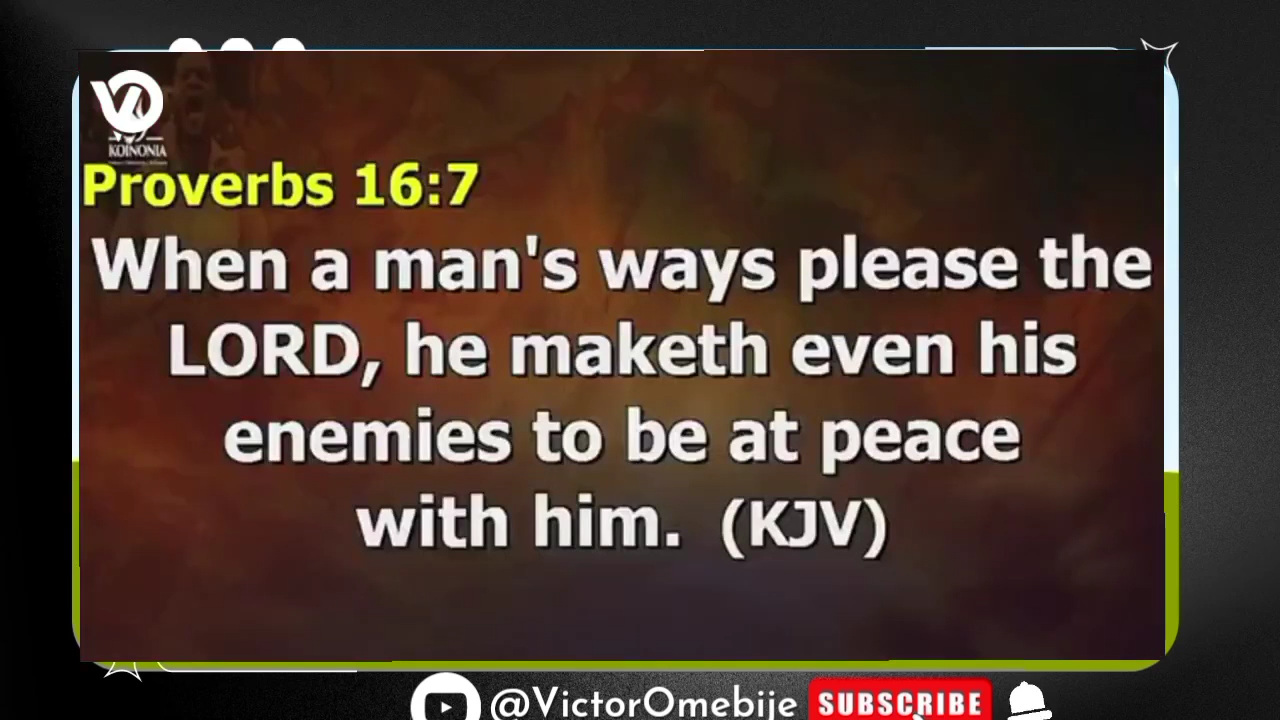 KOINONIA
Proverbs 16:7
When a man's ways please the
LORD, he maketh even his
enemies to be at peace
with him. (KJV)
@VictorOmebije SUBSCRIBE